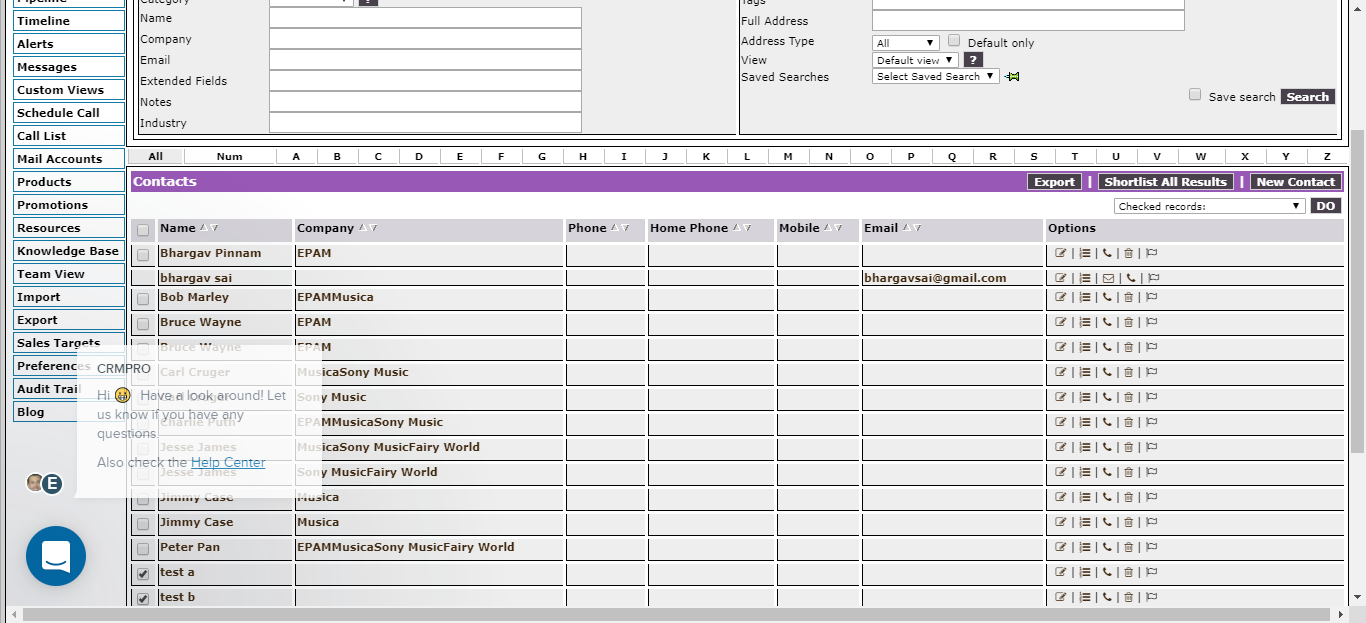 Pipeline
Timeline
Alerts
Messages
Custom Views
Schedule Call
Call List
Mail Accounts
Products
Promotions
Resources
Knowledge Base
Team View
Import
Export
Sales Targets
Preferences
Audit Trail
Blog
Category
?
Name
Company
Email
Extended Fields
Notes
Industry
Tags
Full Address
Address Type All Default only
View Default view ?
Saved Searches Select Saved Search
Save search Search
All Num A B C D E F G H I J K L M N O P Q R S T U V W X Y Z
Contacts Export | Shortlist All Results | New Contact
Checked records: DO
Name Company Phone Home Phone Mobile Email Options
Bhargav Pinnam EPAM
bhargav sai bhargavsai@gmail.com
Bob Marley EPAMMusica
Bruce Wayne EPAM
Bruce Wayne EPAM
Carl Cruger MusicaSony Music
Sony Music
Charlie Puth EPAMMusicaSony Music
Jesse James MusicaSony MusicFairy World
Jesse James Sony MusicFairy World
Jimmy Case Musica
Jimmy Case Musica
Peter Pan EPAMMusicaSony MusicFairy World
test a
test b
CRMPRO
Hi 😀 Have a look around! Let
us know if you have any
questions.
Also check the Help Center
E